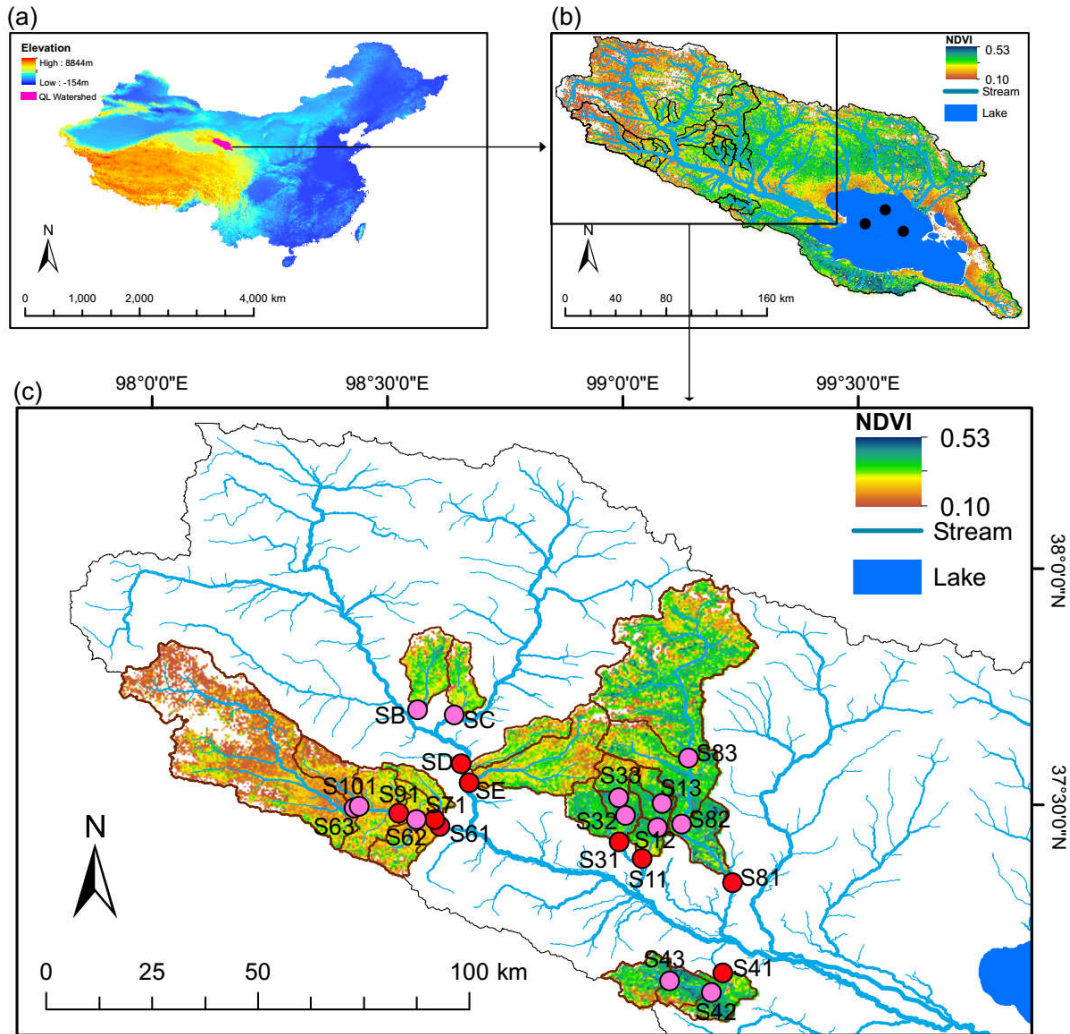 (a)
Elevation
High : 8844m
Low : -154m
QL Watershed
N
0 1,000 2,000 4,000 km
(b)
NDVI
0.53
0.10
Stream
Lake
N
0 40 80 160 km
(c)
98°0'0"E 98°30'0"E 99°0'0"E 99°30'0"E
NDVI
0.53
0.10
Stream
Lake
38°0'0"N
37°30'0"N
SB
SC
SD
SE
S83
S33
S13
S101
S91
S71
S63
S62
S61
S32
S12
S82
S31
S11
S81
S43
S41
S42
N
0 25 50 100 km